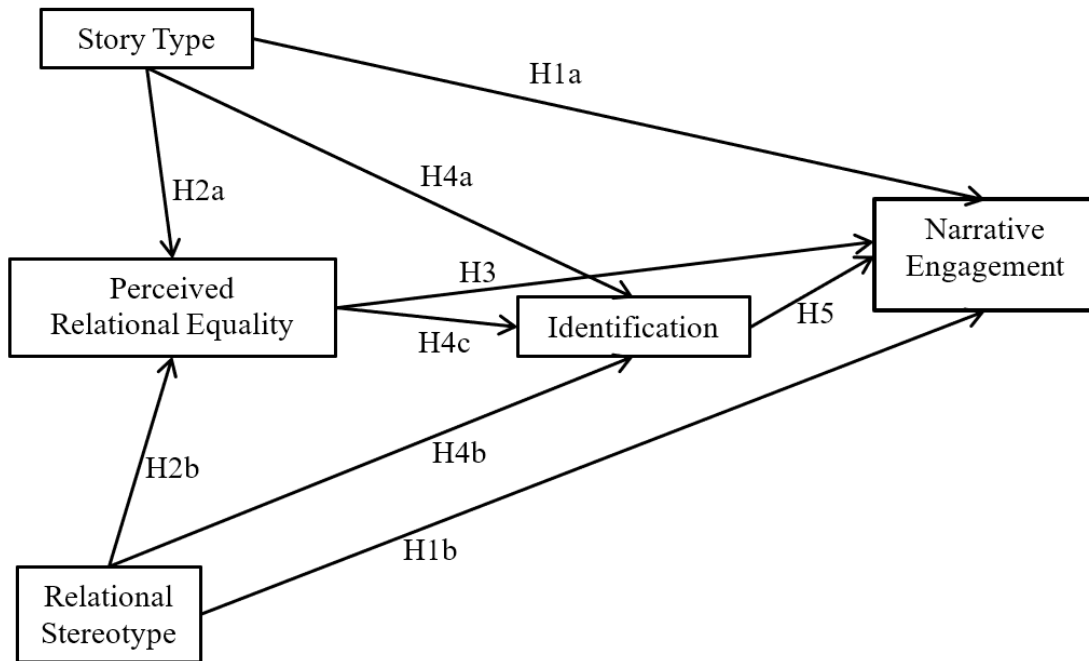 Story Type
H1a
H4a
H2a
Narrative
Engagement
H3
Perceived
Relational Equality
Identification
H5
H4c
H4b
H2b
H1b
Relational
Stereotype